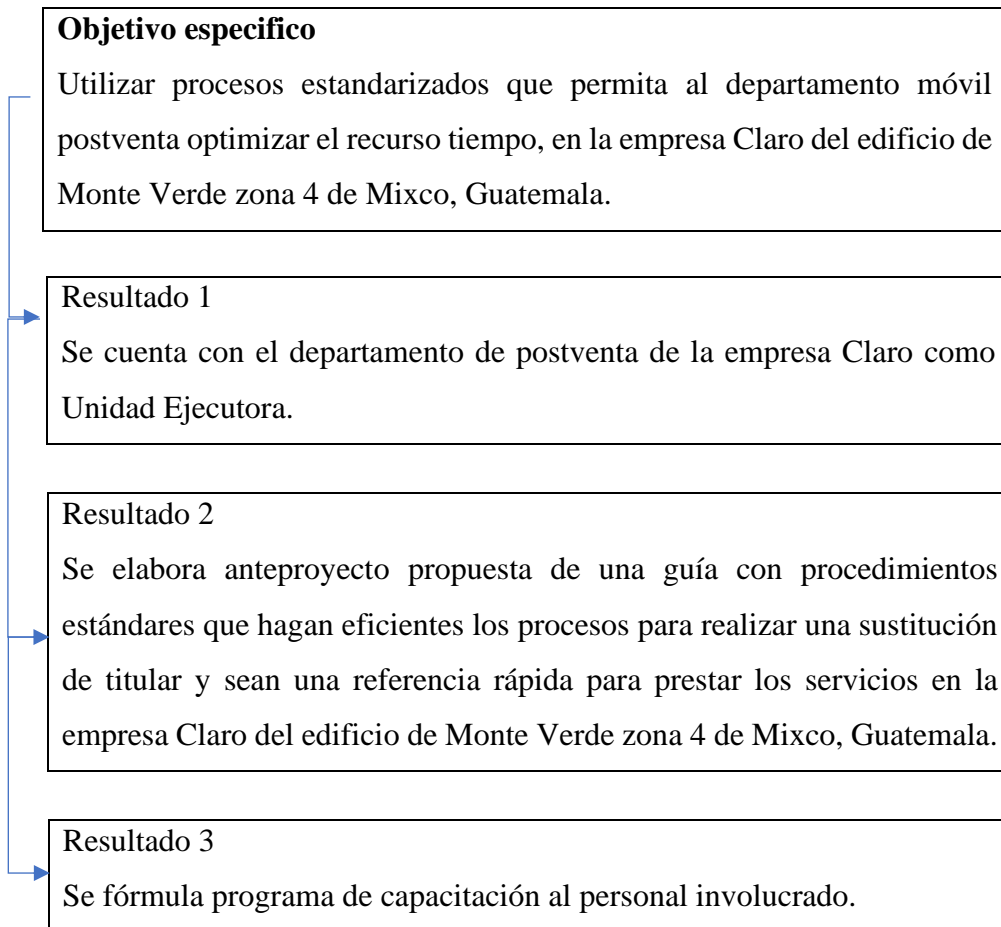 Objetivo especifico
Utilizar procesos estandarizados que permita al departamento móvil
postventa optimizar el recurso tiempo, en la empresa Claro del edificio de
Monte Verde zona 4 de Mixco, Guatemala.
Resultado 1
Se cuenta con el departamento de postventa de la empresa Claro como
Unidad Ejecutora.
Resultado 2
Se elabora anteproyecto propuesta de una guía con procedimientos
estándares que hagan eficientes los procesos para realizar una sustitución
de titular y sean una referencia rápida para prestar los servicios en la
empresa Claro del edificio de Monte Verde zona 4 de Mixco, Guatemala.
Resultado 3
Se fórmula programa de capacitación al personal involucrado.